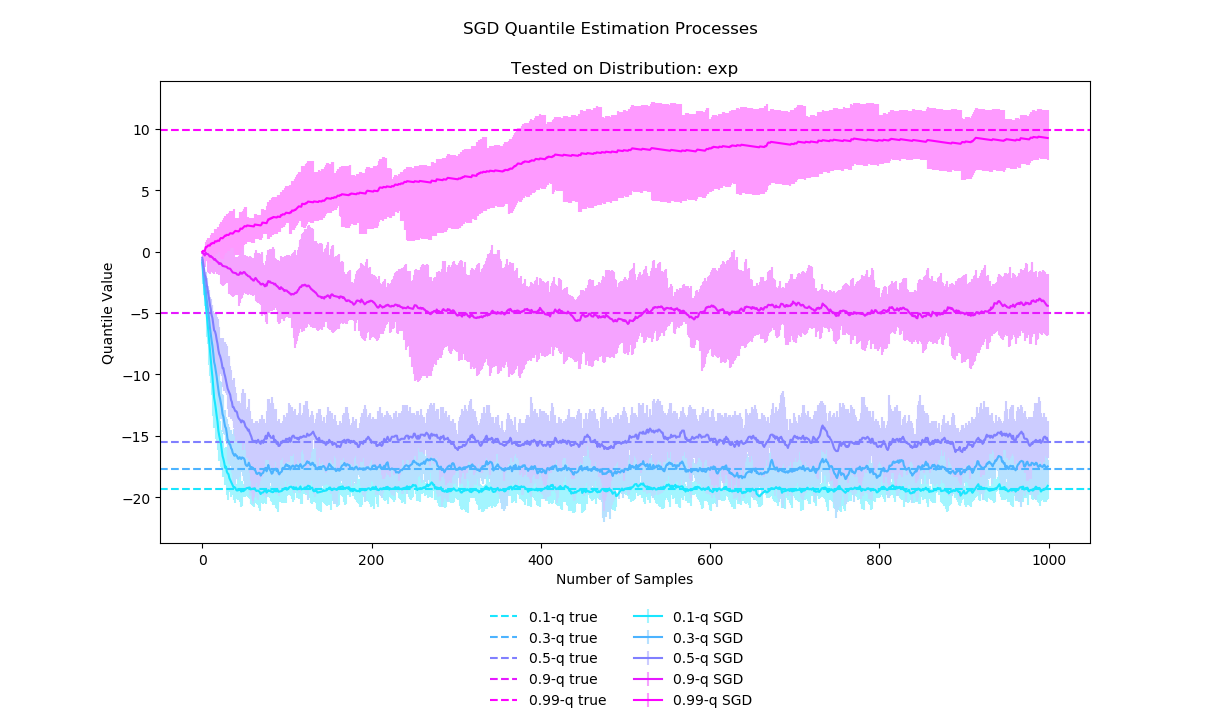 SGD Quantile Estimation Processes
Tested on Distribution: exp
Quantile Value
10
5
0
−5
−10
−15
−20
0 200 400 600 800 1000
Number of Samples
0.1-q true 0.1-q SGD
0.3-q true 0.3-q SGD
0.5-q true 0.5-q SGD
0.9-q true 0.9-q SGD
0.99-q true 0.99-q SGD